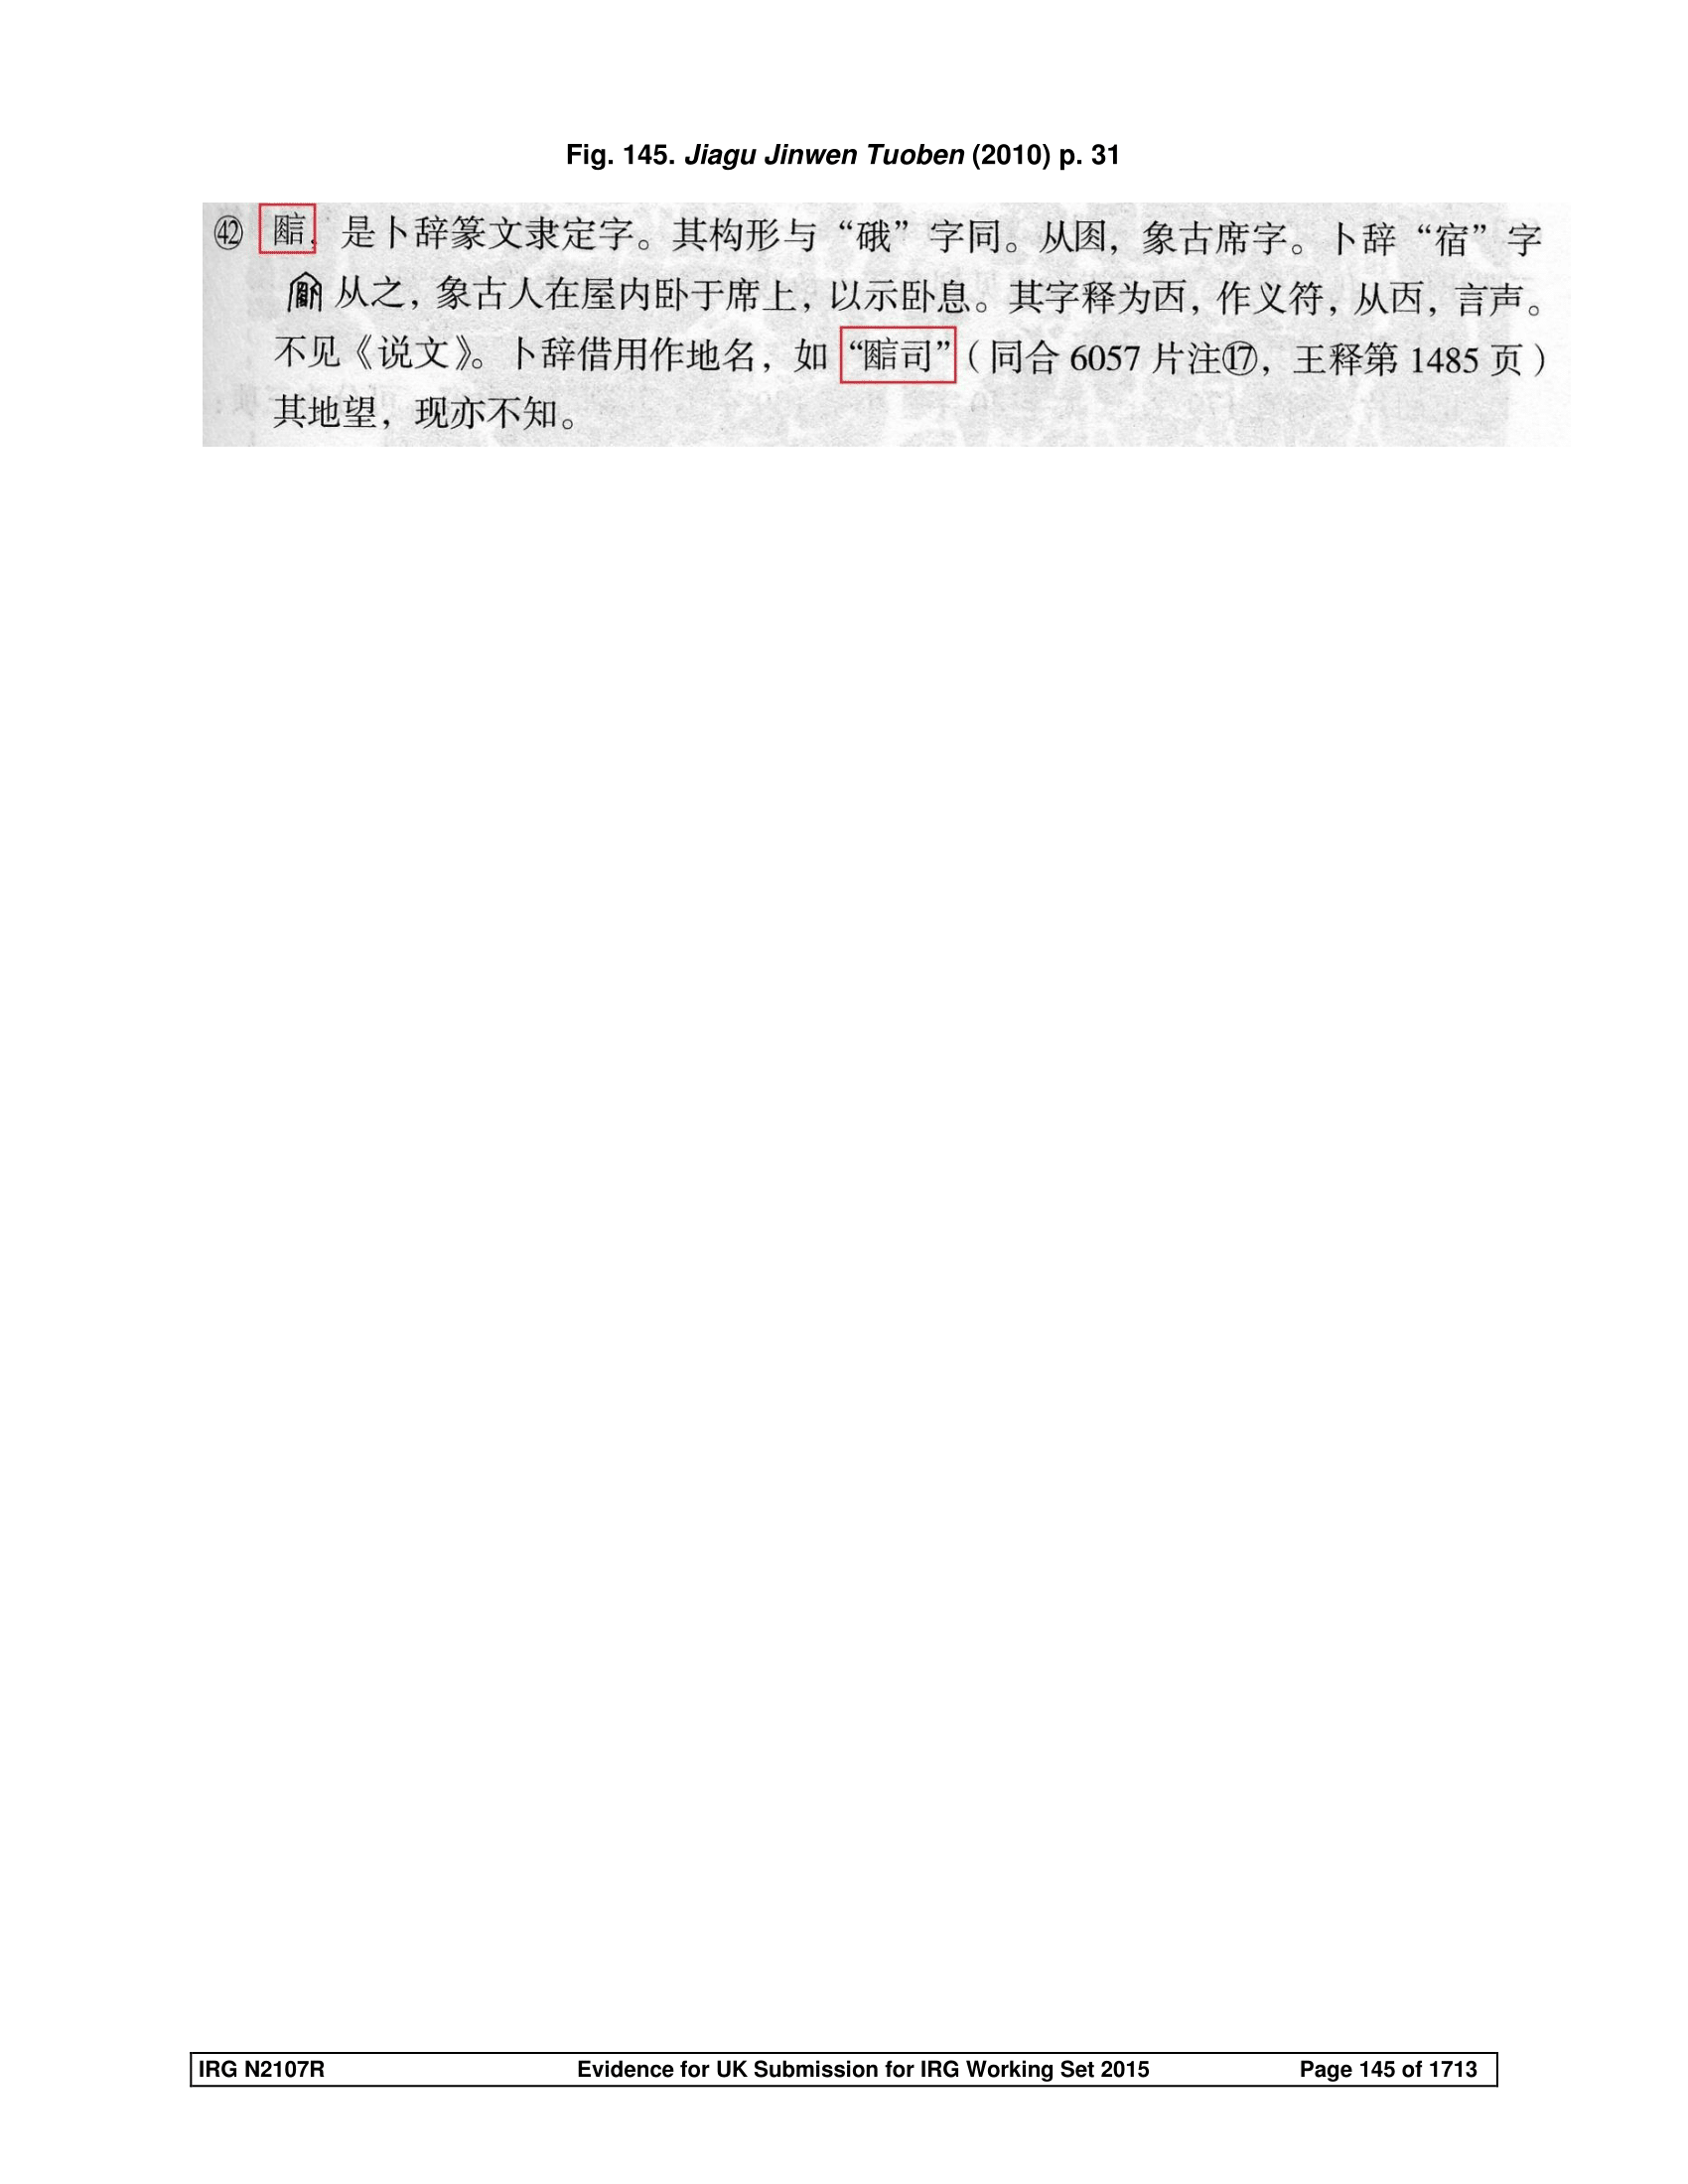 Fig. 145. Jiagu Jinwen Tuoben (2010) p. 31
㊷ ，是卜辞篆文隶定字。其构形与“硪”字同。从囦，象古席字。卜辞“宿”字
从之，象古人在屋内卧于席上，以示卧息。其字释为㐁，作义符，从㐁，言声。
不见《说文》。卜辞借用作地名，如“司”（同合 6057 片注⑰，王释第 1485 页）
其地望，现亦不知。
IRG N2107R Evidence for UK Submission for IRG Working Set 2015 Page 145 of 1713